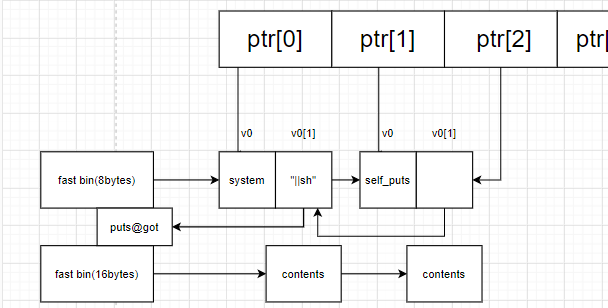 ptr[0] ptr[1] ptr[2] ptr[
v0 v0[1] v0 v0[1]
fast bin(8bytes) system "||sh" self_puts
puts@got
fast bin(16bytes) contents contents